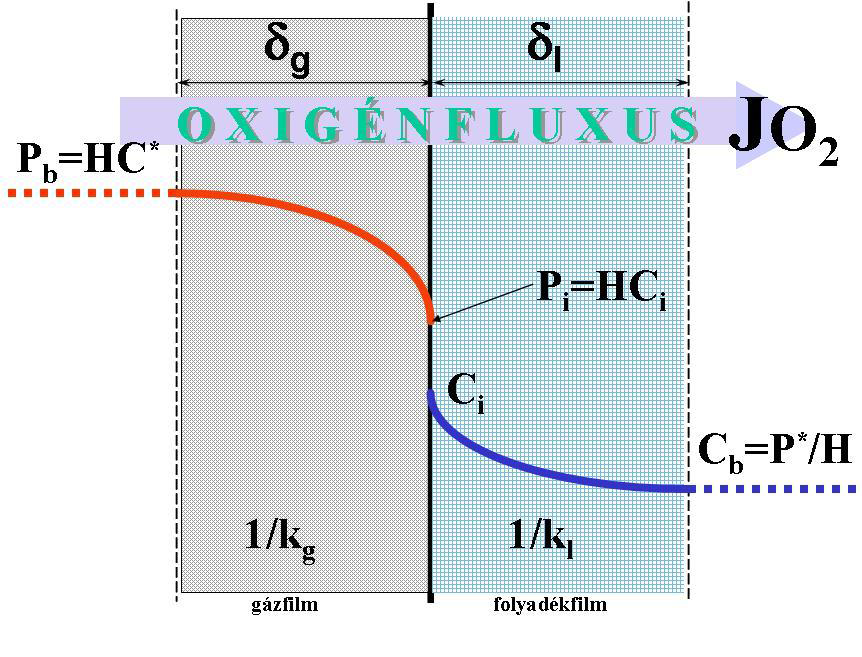 δg δl
OXIGÉNFLUXUS JO2
Pb=HC*
Pi=HCi
Ci
Cb=P*/H
1/kg 1/kl
gázfilm folyadékfilm